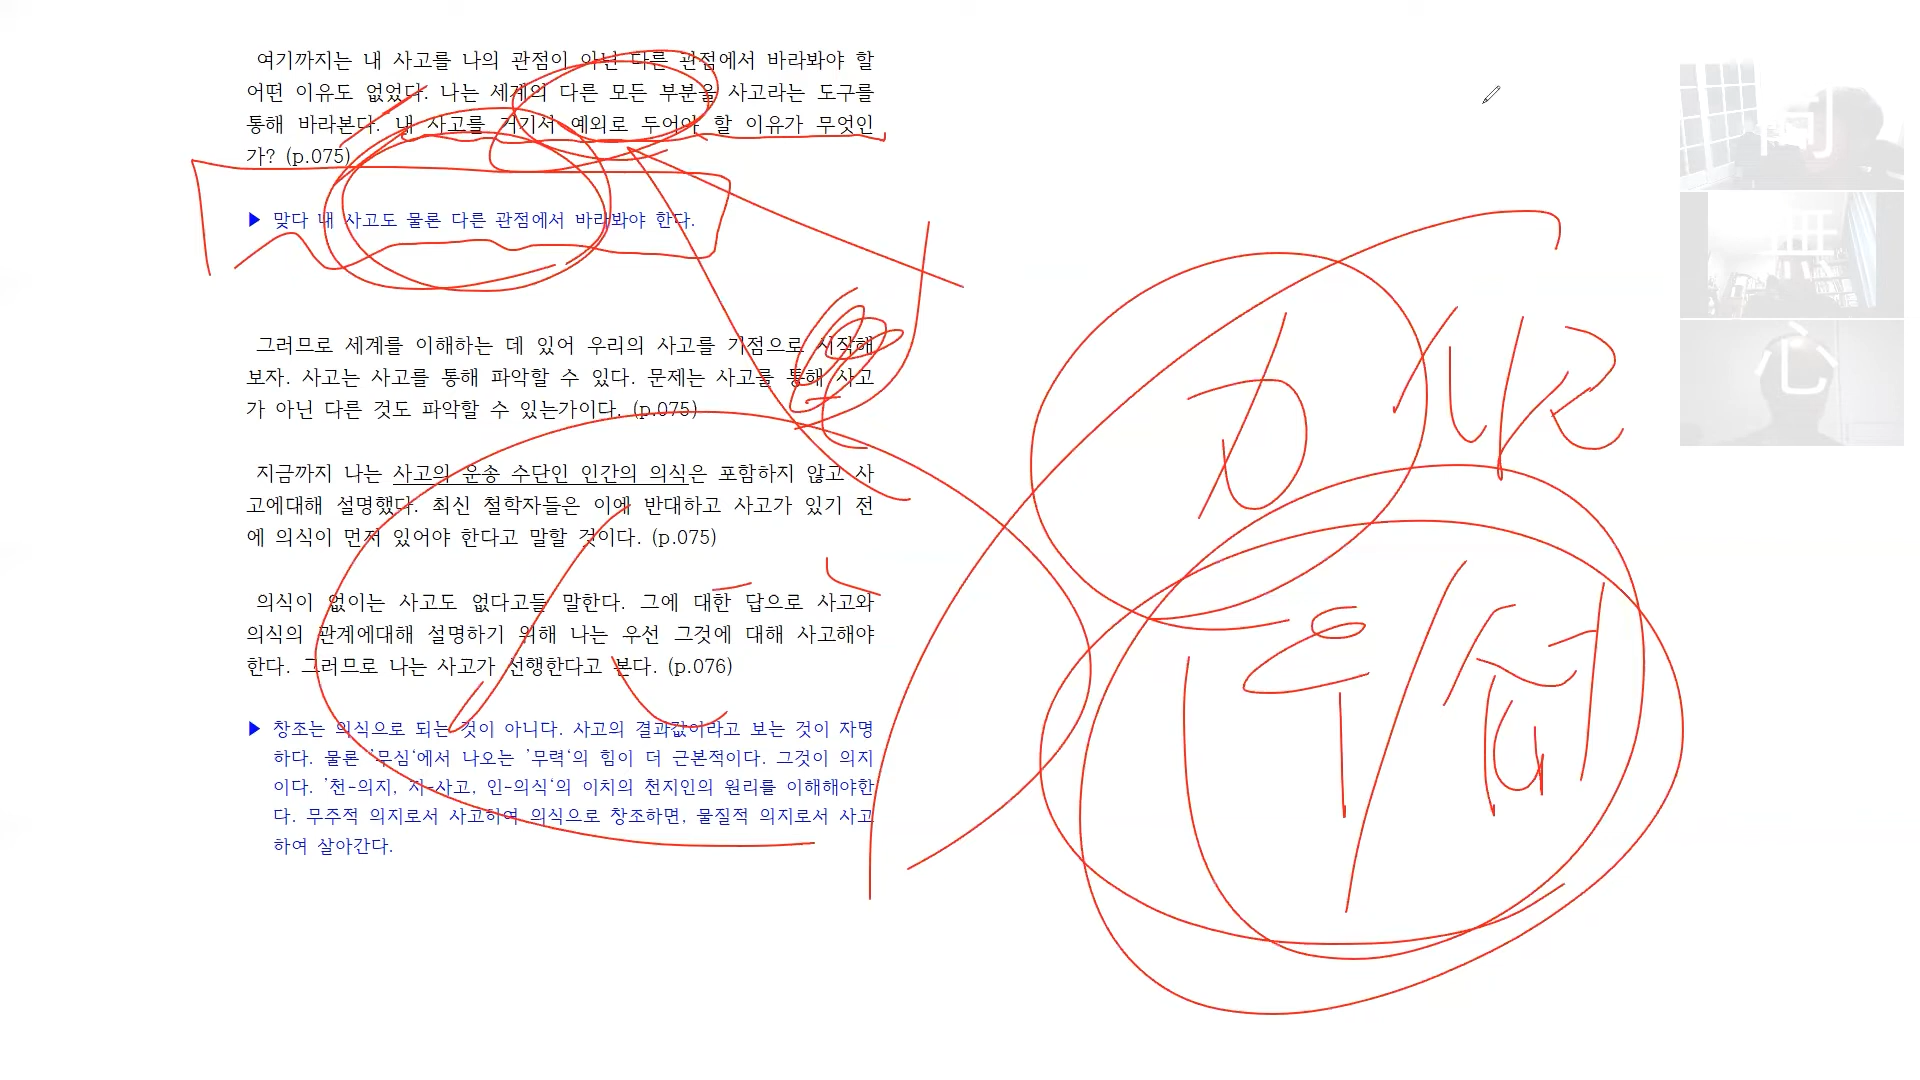 여기까지는 내 사고를 나의 관점이 아닌 다른 관점에서 바라봐야 할
어떤 이유도 없었다. 나는 세계의 다른 모든 부분을 사고라는 도구를
통해 바라본다. 내 사고를 거기서 예외로 두어야 할 이유가 무엇인
가? (p.075)
▶ 맞다 내 사고도 물론 다른 관점에서 바라봐야 한다.
그러므로 세계를 이해하는 데 있어 우리의 사고를 기점으로 시작해
보자. 사고는 사고를 통해 파악할 수 있다. 문제는 사고를 통해 사고
가 아닌 다른 것도 파악할 수 있는가이다. (p.075)
지금까지 나는 사고의 운송 수단인 인간의 의식은 포함하지 않고 사
고에대해 설명했다. 최신 철학자들은 이에 반대하고 사고가 있기 전
에 의식이 먼저 있어야 한다고 말할 것이다. (p.075)
의식이 없이는 사고도 없다고들 말한다. 그에 대한 답으로 사고와
의식의 관계에대해 설명하기 위해 나는 우선 그것에 대해 사고해야
한다. 그러므로 나는 사고가 선행한다고 본다. (p.076)
▶ 창조는 의식으로 되는 것이 아니다. 사고의 결과값이라고 보는 것이 자명
하다. 물론 '무심'에서 나오는 '무력'의 힘이 더 근본적이다. 그것이 의지
이다. '천-의지, 지-사고, 인-의식'의 이치의 천지인의 원리를 이해해야한
다. 무주적 의지로서 사고하여 의식으로 창조하면, 물질적 의지로서 사고
하여 살아간다.
心